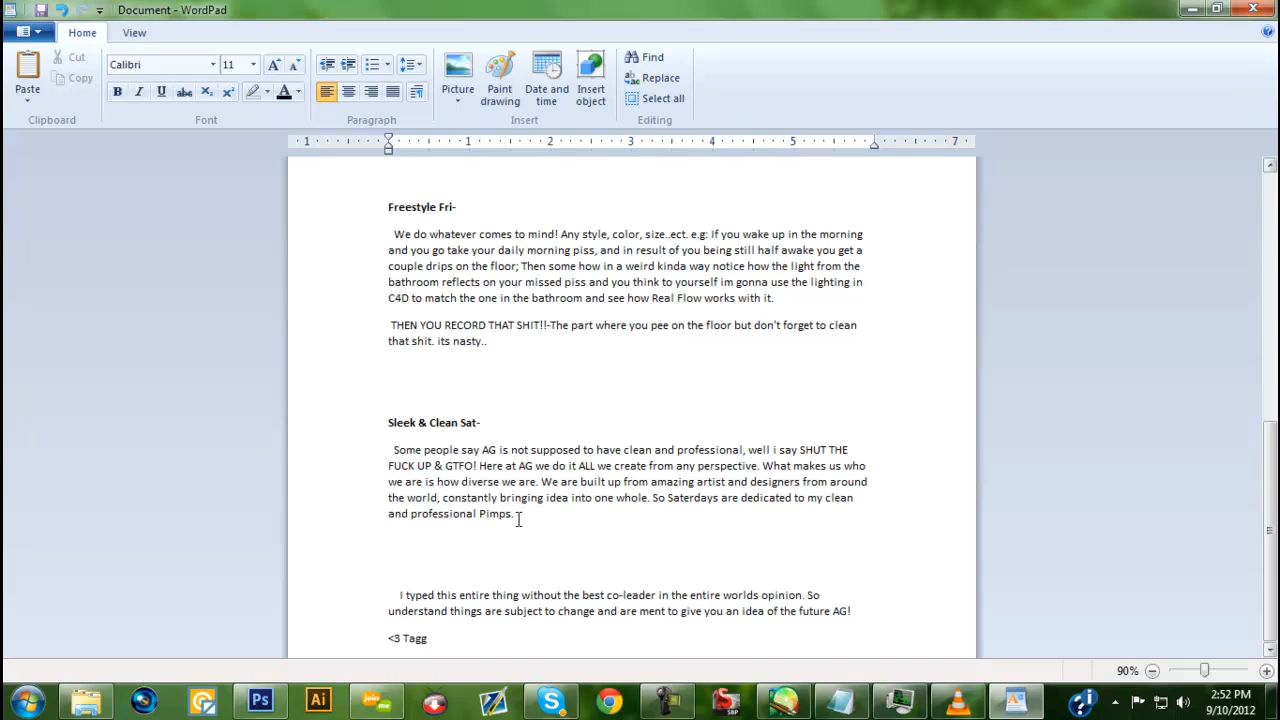 Document - WordPad
Home
View
Paste
Cut
Copy
Clipboard
Calibri
11
Font
Paragraph
Picture
Paint drawing
Date and time
Insert object
Insert
Find
Replace
Select all
Editing
1 1 2 3 4 5 7
Freestyle Fri-
We do whatever comes to mind! Any style, color, size..ect. e.g: If you wake up in the morning
and you go take your daily morning piss, and in result of you being still half awake you get a
couple drips on the floor; Then some how in a weird kinda way notice how the light from the
bathroom reflects on your missed piss and you think to yourself im gonna use the lighting in
C4D to match the one in the bathroom and see how Real Flow works with it.
THEN YOU RECORD THAT SHIT!!-The part where you pee on the floor but don't forget to clean
that shit. its nasty..
Sleek & Clean Sat-
Some people say AG is not supposed to have clean and professional, well i say SHUT THE
FUCK UP & GTFO! Here at AG we do it ALL we create from any perspective. What makes us who
we are is how diverse we are. We are built up from amazing artist and designers from around
the world, constantly bringing idea into one whole. So Saterdays are dedicated to my clean
and professional Pimps.
I typed this entire thing without the best co-leader in the entire worlds opinion. So
understand things are subject to change and are ment to give you an idea of the future AG!
<3 Tagg
90%
2:52 PM
9/10/2012